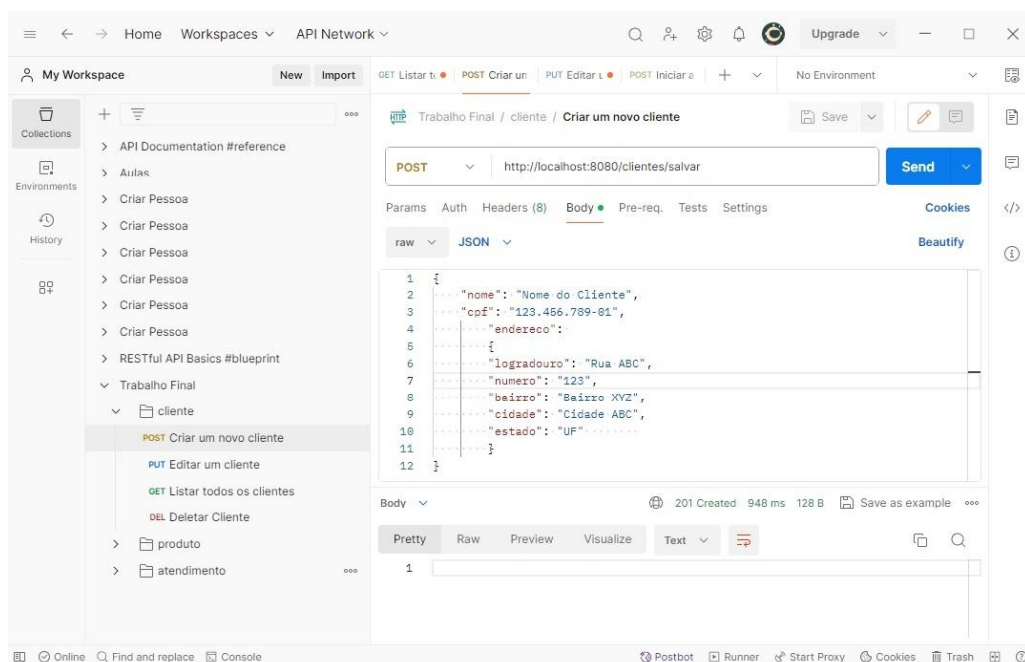 Home Workspaces API Network Upgrade
My Workspace New Import GET Listar t POST Criar un PUT Editar u POST Iniciar a No Environment
Collections
Environments
History
API Documentation #reference
Aulas
Criar Pessoa
Criar Pessoa
Criar Pessoa
Criar Pessoa
Criar Pessoa
Criar Pessoa
RESTful API Basics #blueprint
Trabalho Final
cliente
POST Criar um novo cliente
PUT Editar um cliente
GET Listar todos os clientes
DEL Deletar Cliente
produto
atendimento
HTTP Trabalho Final / cliente / Criar um novo cliente Save
POST http://localhost:8080/clientes/salvar Send
Params Auth Headers (8) Body Pre-req. Tests Settings Cookies
raw JSON Beautify
1 {
2 "nome": "Nome do Cliente",
3 "cpf": "123.456.789-01",
4 "endereco":
5 {
6 "logradouro": "Rua ABC",
7 "numero": "123",
8 "bairro": "Bairro XYZ",
9 "cidade": "Cidade ABC",
10 "estado": "UF"
11 }
12 }
Body 201 Created 948 ms 128 B Save as example
Pretty Raw Preview Visualize Text
1
Online Find and replace Console Postbot Runner Start Proxy Cookies Trash